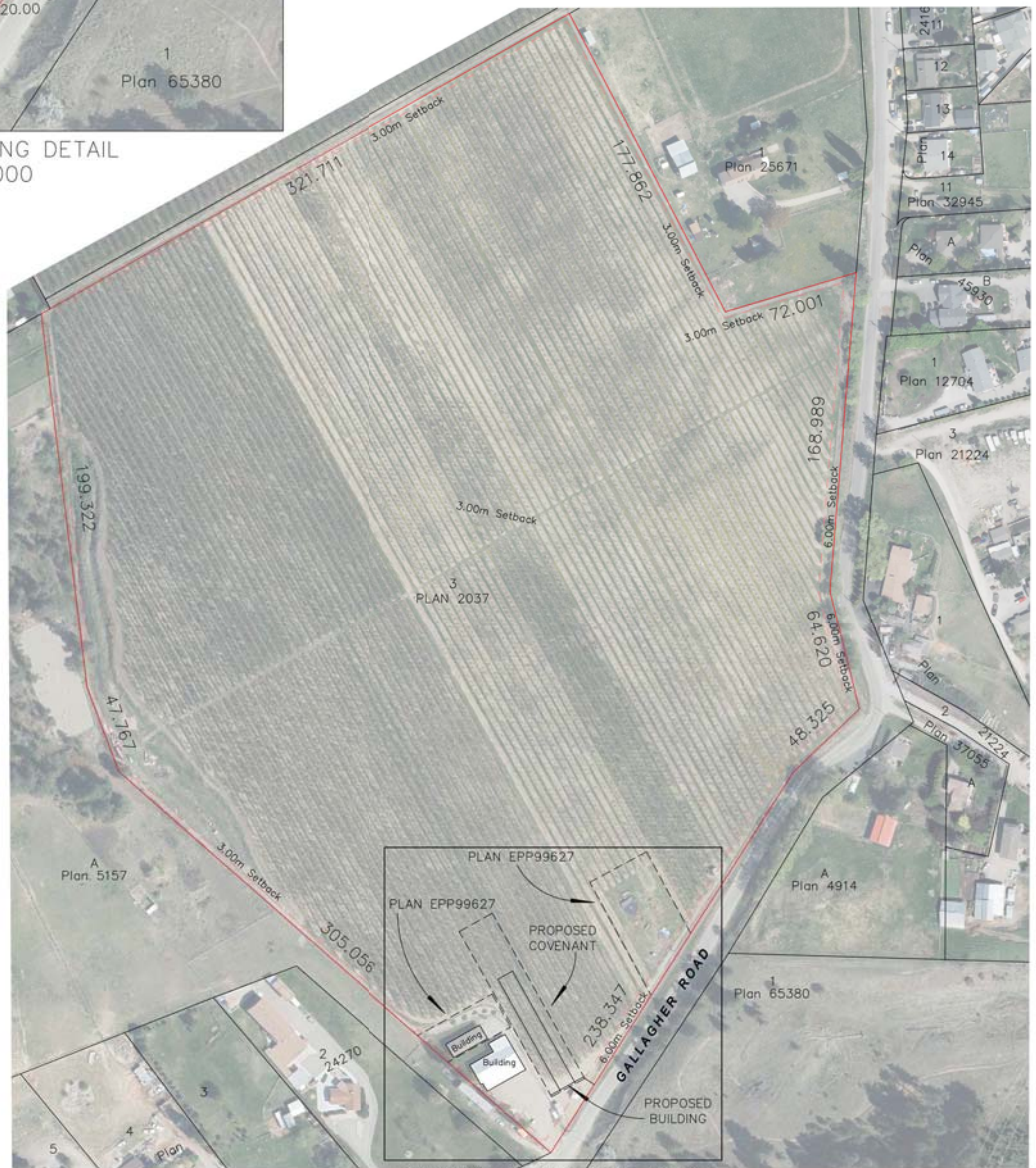 20.00
1
Plan 65380
NG DETAIL
000
3.00m Setback
321.711
177.862
3.00m Setback
1
Plan 25671
3.00m Setback
72.001
2416
11
12
13
Plan
14
11
Plan 32945
A
Plan
45930
B
1
Plan 12704
3
Plan 21224
168.989
6.00m Setback
199.322
3.00m Setback
3
PLAN 2037
64.620
6.00m Setback
1
Plan
2
21224
Plan 37055
A
47.767
48.325
A
Plan 5157
3.00m Setback
305.056
A
Plan 4914
PLAN EPP99627
PLAN EPP99627
PROPOSED
COVENANT
238.347
6.00m Setback
GALLAGHER ROAD
1
Plan 65380
Building
Building
PROPOSED
BUILDING
2
24270
3
4
Plan
5